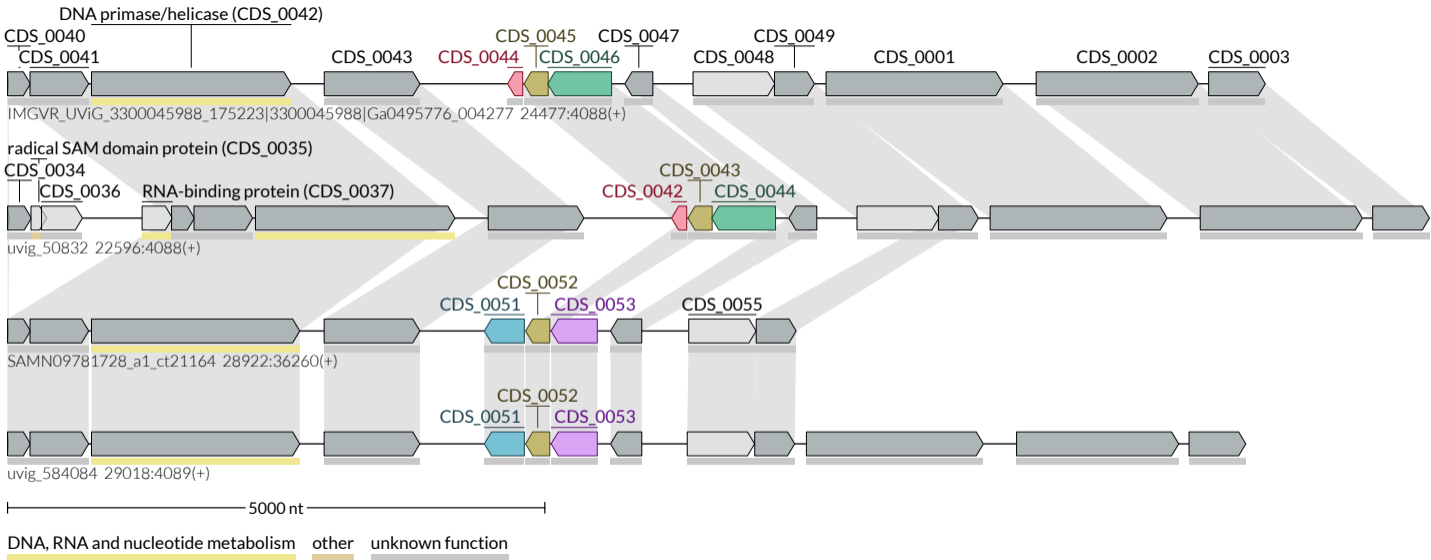 DNA primase/helicase (CDS_0042)
CDS_0040 CDS_0045 CDS_0047 CDS_0049
CDS_0041 CDS_0043 CDS_0044 CDS_0046 CDS_0048 CDS_0001 CDS_0002 CDS_0003
IMGVR_UViG_3300045988_175223|3300045988|Ga0495776_004277 24477:4088(+)
radical SAM domain protein (CDS_0035)
CDS_0034 CDS_0043
CDS_0036 RNA-binding protein (CDS_0037) CDS_0042 CDS_0044
uvig_50832 22596:4088(+)
CDS_0052
CDS_0051 CDS_0053 CDS_0055
SAMN09781728_a1_ct21164 28922:36260(+)
CDS_0052
CDS_0051 CDS_0053
uvig_584084 29018:4089(+)
5000 nt
DNA, RNA and nucleotide metabolism other unknown function